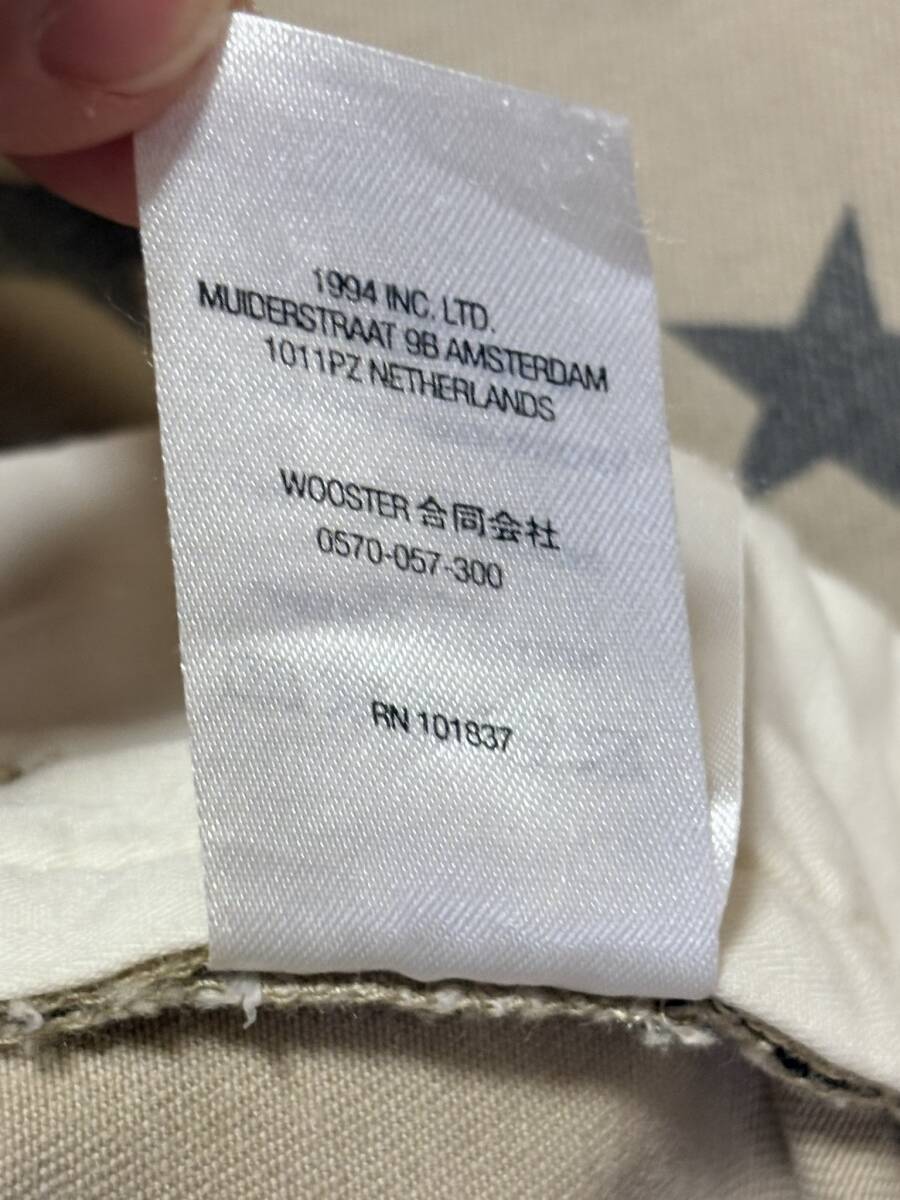 1994 INC. LTD.
MUIDERSTRAAT 9B AMSTERDAM
1011PZ NETHERLANDS
WOOSTER 合同会社
0570-057-300
RN 101837